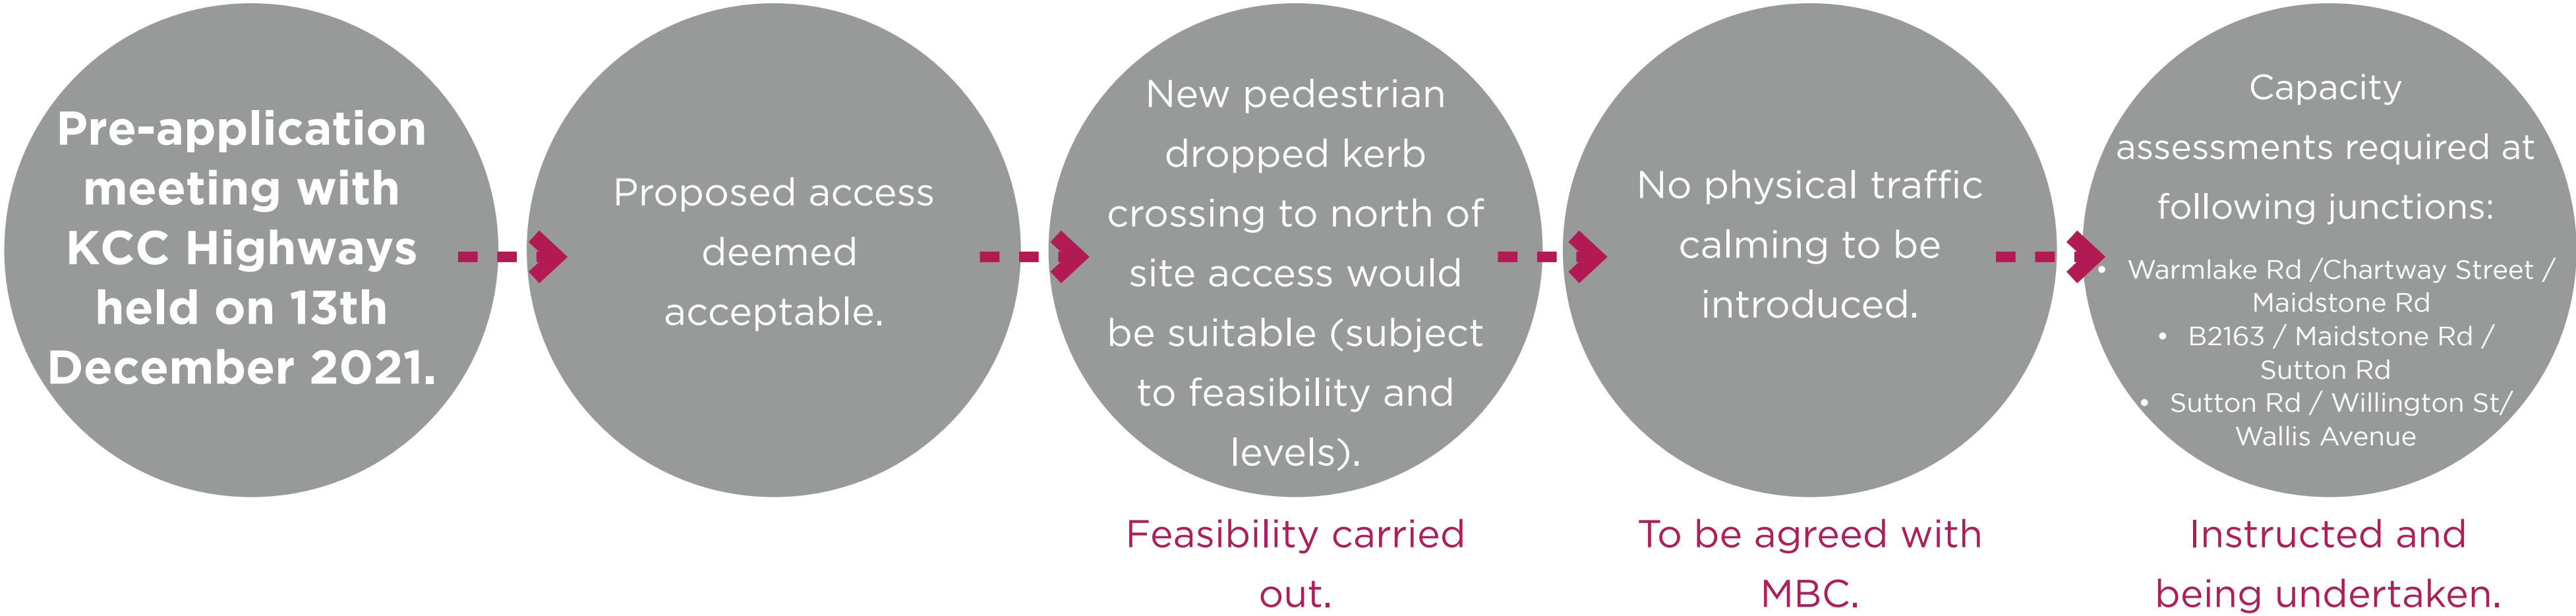 Pre-application
meeting with
KCC Highways
held on 13th
December 2021.
Proposed access
deemed
acceptable.
New pedestrian
dropped kerb
crossing to north of
site access would
be suitable (subject
to feasibility and
levels).
Feasibility carried
out.
No physical traffic
calming to be
introduced.
To be agreed with
MBC.
Capacity
assessments required at
following junctions:
• Warmlake Rd /Chartway Street /
Maidstone Rd
• B2163 / Maidstone Rd /
Sutton Rd
• Sutton Rd / Willington St/
Wallis Avenue
Instructed and
being undertaken.